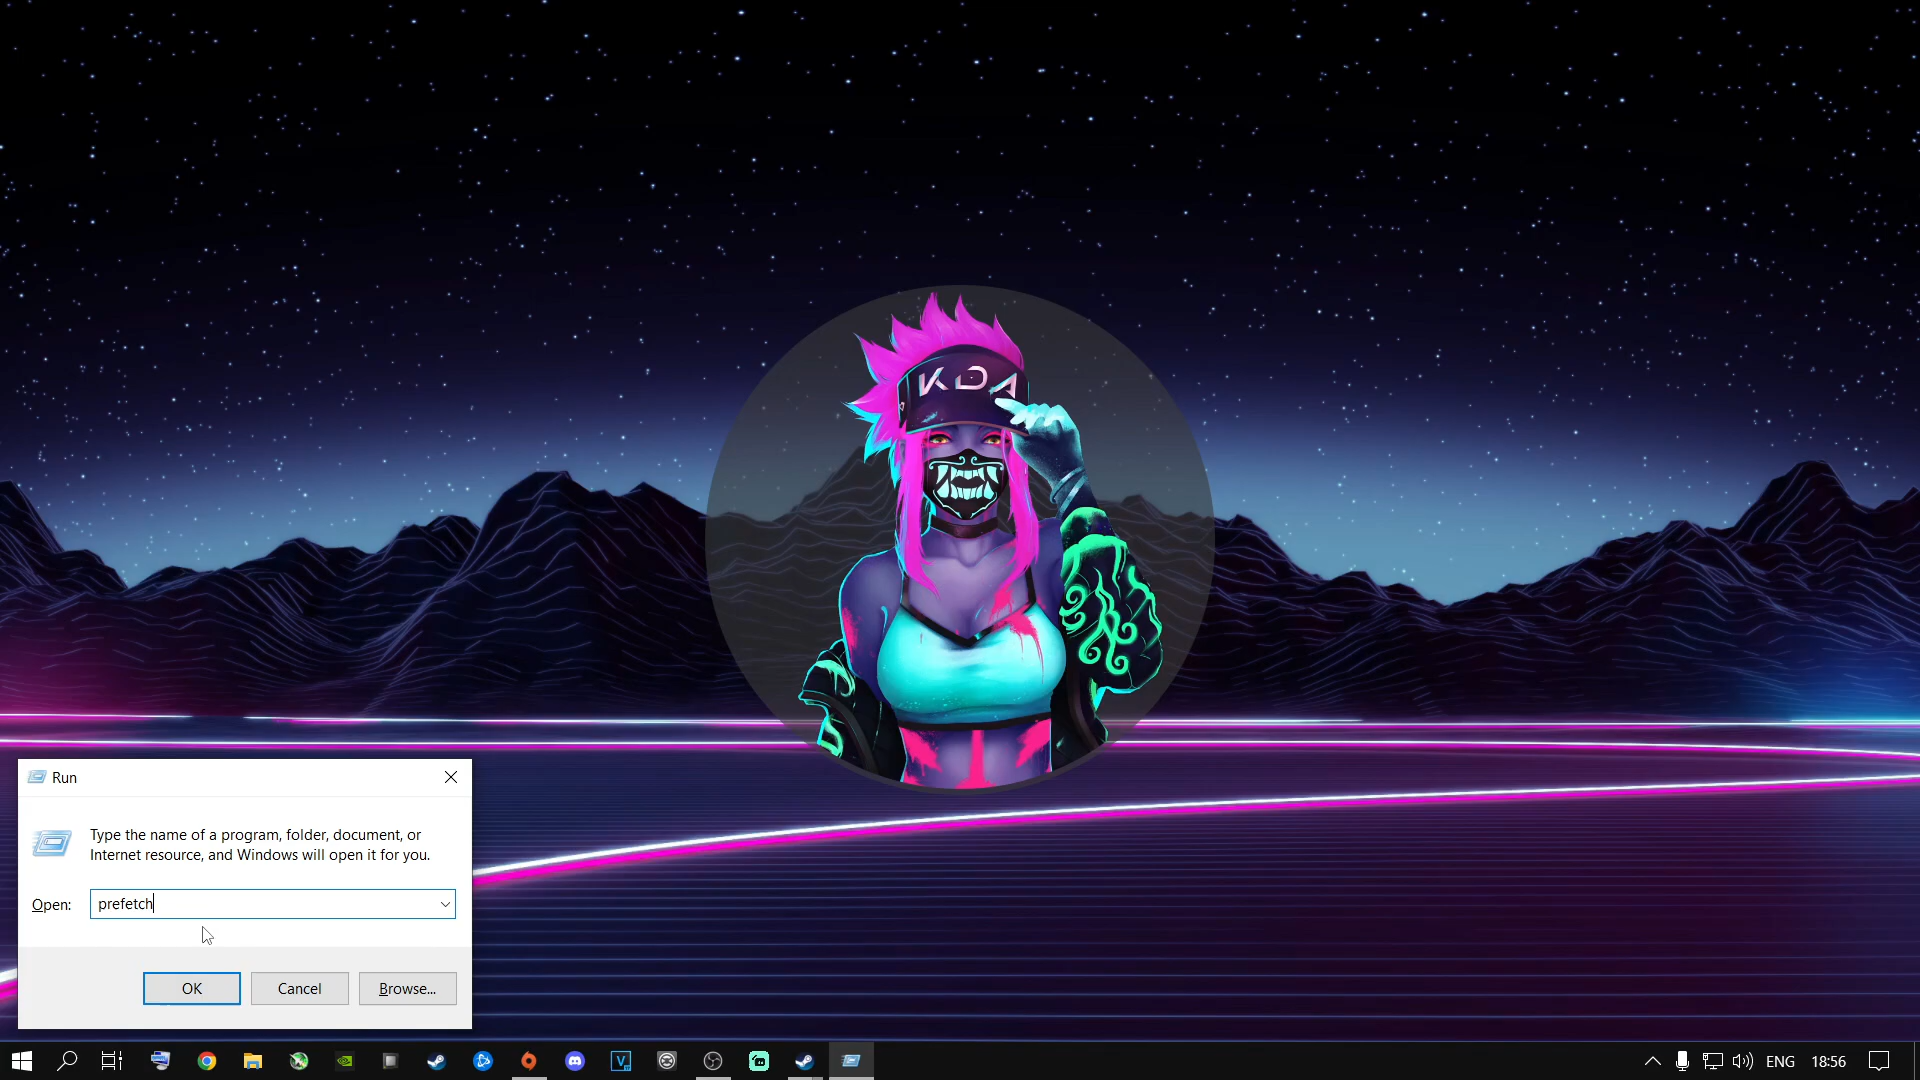 KDA
Run
Type the name of a program, folder, document, or
Internet resource, and Windows will open it for you.
Open:
prefetch
OK
Cancel
Browse...
V
ENG
18:56